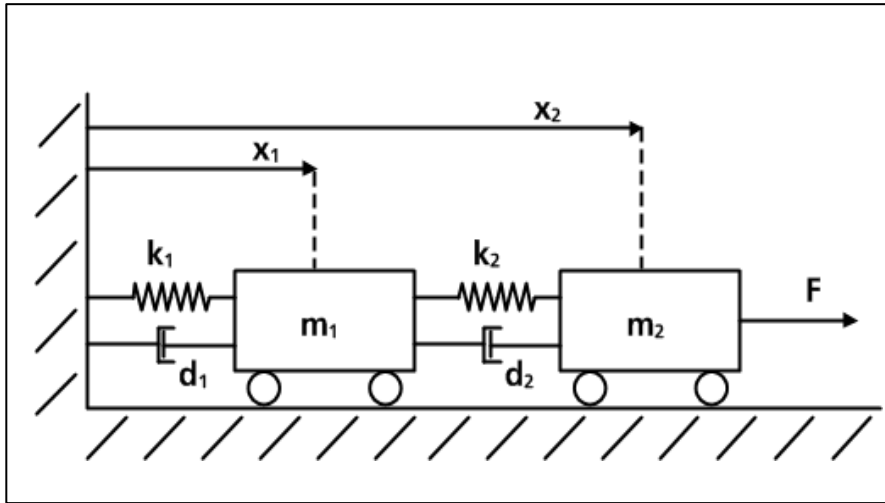 x₂
x₁
k₁
k₂
F
m₁
m₂
d₁
d₂